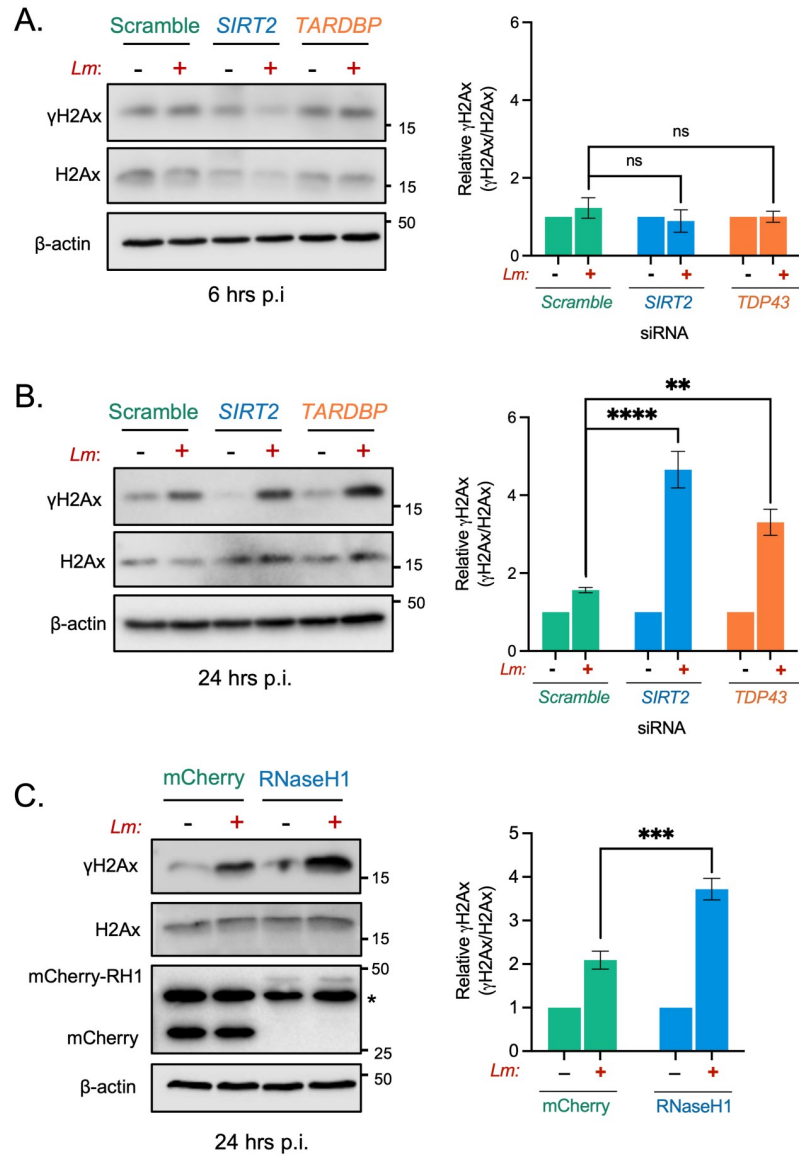 A.
Scramble SIRT2 TARDBP
Lm: - + - + - +
γH2Ax
15
H2Ax
15
50
β-actin
6 hrs p.i
Relative γH2Ax
(γH2Ax/H2Ax)
6
4
2
0
ns
ns
Lm: - + - + - +
Scramble SIRT2 TDP43
siRNA
B.
Scramble SIRT2 TARDBP
Lm: - + - + - +
γH2Ax
15
H2Ax
15
50
β-actin
24 hrs p.i.
Relative γH2Ax
(γH2Ax/H2Ax)
6
4
2
0
**
****
Lm: - + - + - +
Scramble SIRT2 TDP43
siRNA
C.
mCherry RNaseH1
Lm: - + - +
γH2Ax
15
H2Ax
15
50
mCherry-RH1
*
mCherry
25
50
β-actin
24 hrs p.i.
Relative γH2Ax
(γH2Ax/H2Ax)
5
4
3
2
1
0
***
Lm: – + – +
mCherry RNaseH1